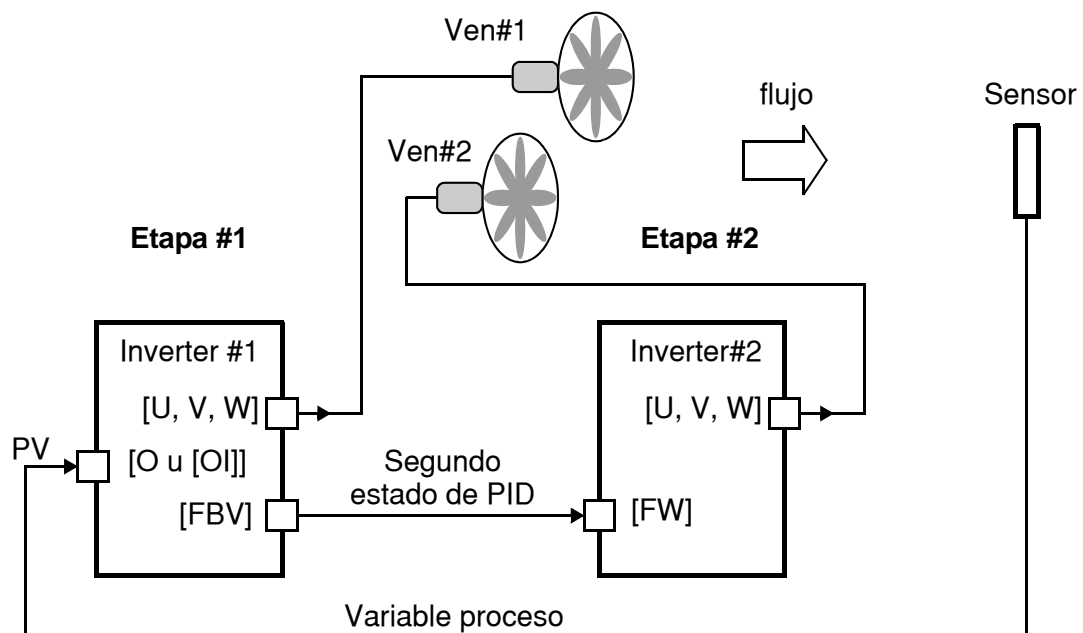 Ven#1
flujo
Sensor
Ven#2
Etapa #1
Etapa #2
Inverter #1
Inverter#2
[U, V, W]
[U, V, W]
PV
[O u [OI]]
Segundo
estado de PID
[FBV]
[FW]
Variable proceso